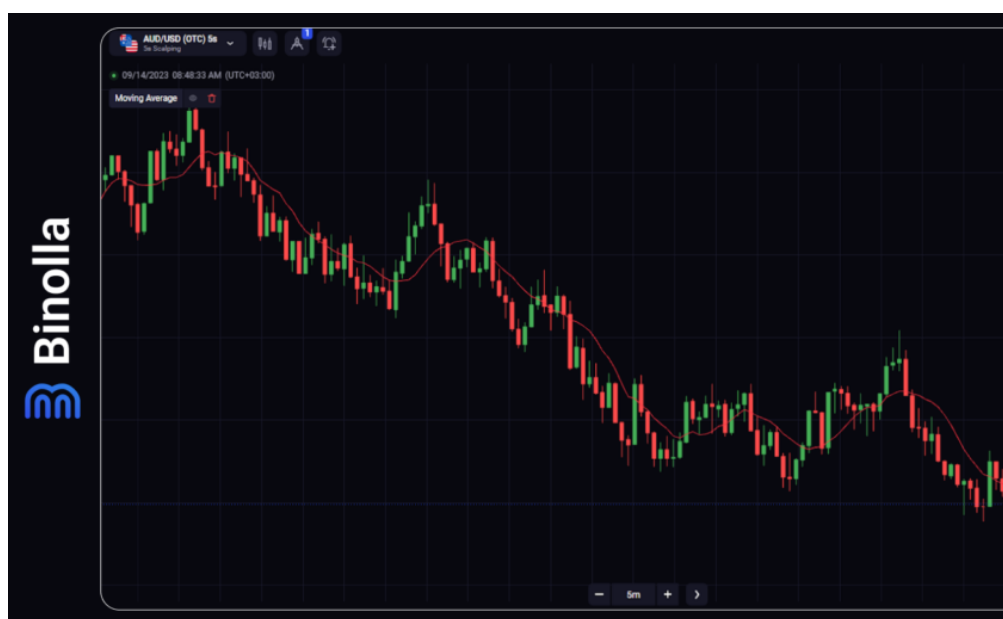 AUD/USD (OTC) 5s
5s Scalping
1
09/14/2023 08:48:33 AM (UTC+03:00)
Moving Average
Binolla
5m